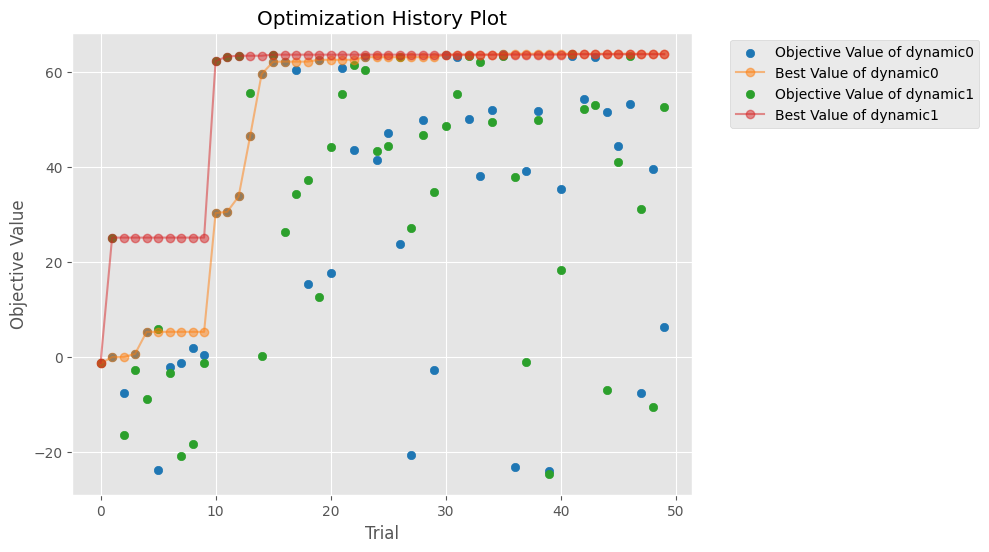 Optimization History Plot
Objective Value of dynamic0
Best Value of dynamic0
Objective Value of dynamic1
Best Value of dynamic1
60
40
20
0
−20
Objective Value
0 10 20 30 40 50
Trial